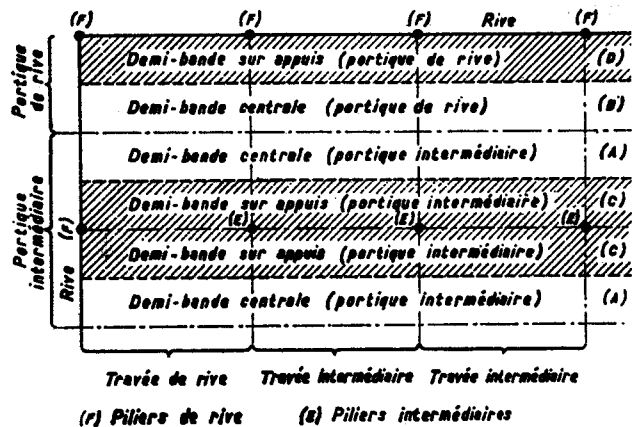 (F) (F) (F) Rive (F)
Demi-bande sur appuis (portique de rive) (D)
Portique de rive
Demi-bande centrale (portique de rive) (B)
Demi-bande centrale (portique intermédiaire) (A)
Portique intermédiaire
Demi-bande sur appuis (portique intermédiaire) (C)
(F) (E) (E) (E)
Rive
Demi-bande sur appuis (portique intermédiaire) (C)
Demi-bande centrale (portique intermédiaire) (A)
Travée de rive Travée Intermédiaire Travée intermédiaire
(F) Piliers de rive (E) Piliers intermédiaires